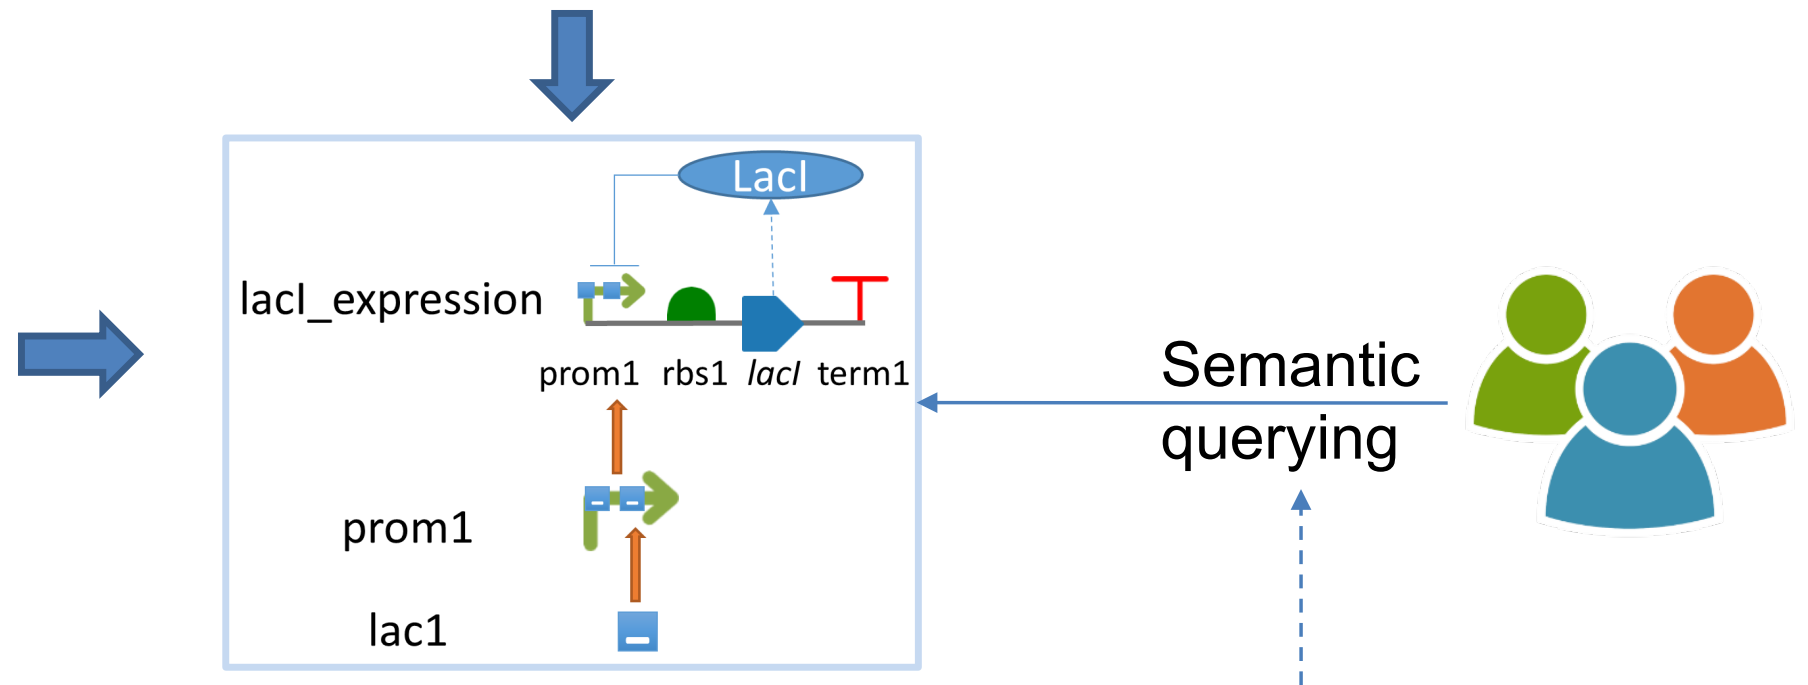 LacI
lacI_expression
prom1 rbs1 lacI term1
Semantic
querying
prom1
lac1